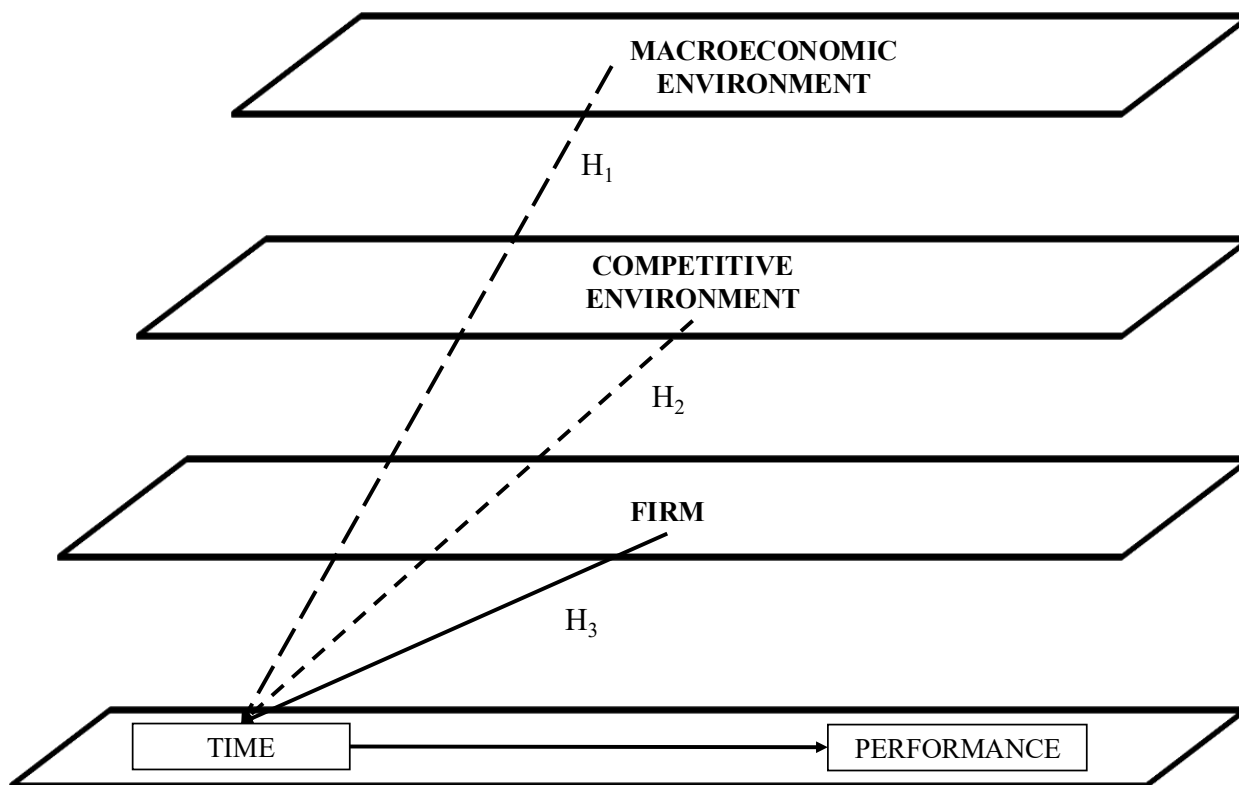 MACROECONOMIC
ENVIRONMENT
H₁
COMPETITIVE
ENVIRONMENT
H₂
FIRM
H₃
TIME
PERFORMANCE